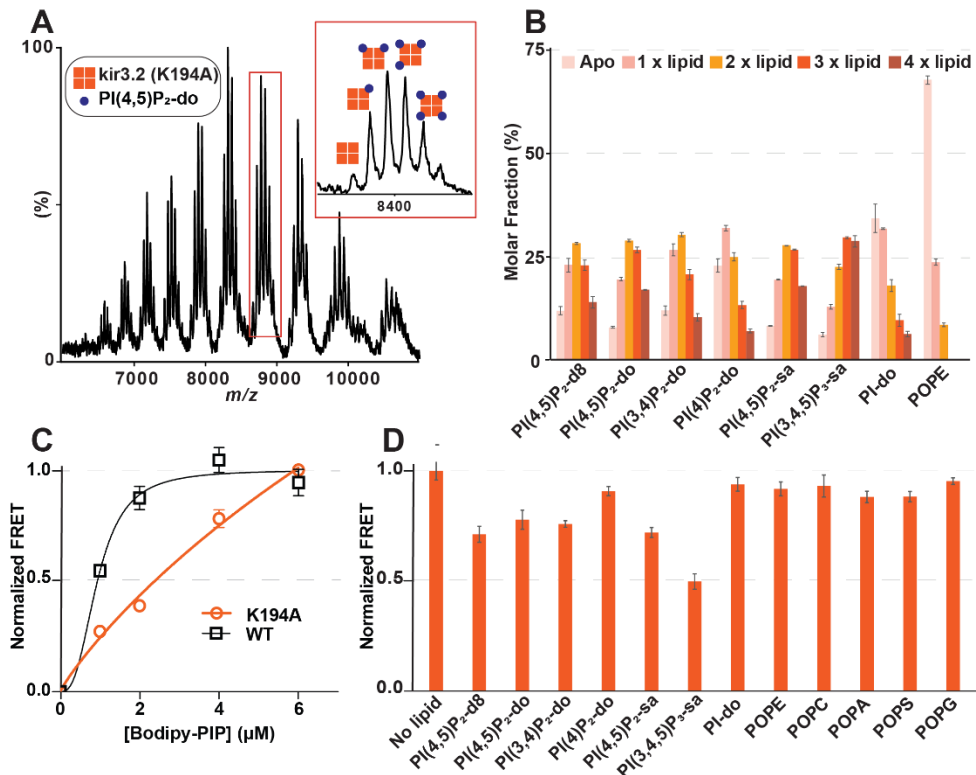 A
100
(%)
0
kir3.2 (K194A)
PI(4,5)P₂-do
8400
7000 8000 9000 10000
m/z
B
75
50
25
0
Molar Fraction (%)
Apo 1 x lipid 2 x lipid 3 x lipid 4 x lipid
PI(4,5)P₂-d8
PI(4,5)P₂-do
PI(3,4)P₂-do
PI(4)P₂-do
PI(4,5)P₂-sa
PI(3,4,5)P₃-sa
PI-do
POPE
C
1.0
0.5
0.0
Normalized FRET
K194A
WT
0 2 4 6
[Bodipy-PIP] (µM)
D
1.0
0.5
0.0
Normalized FRET
No lipid
PI(4,5)P₂-d8
PI(4,5)P₂-do
PI(3,4)P₂-do
PI(4)P₂-do
PI(4,5)P₂-sa
PI(3,4,5)P₃-sa
PI-do
POPE
POPC
POPA
POPS
POPG